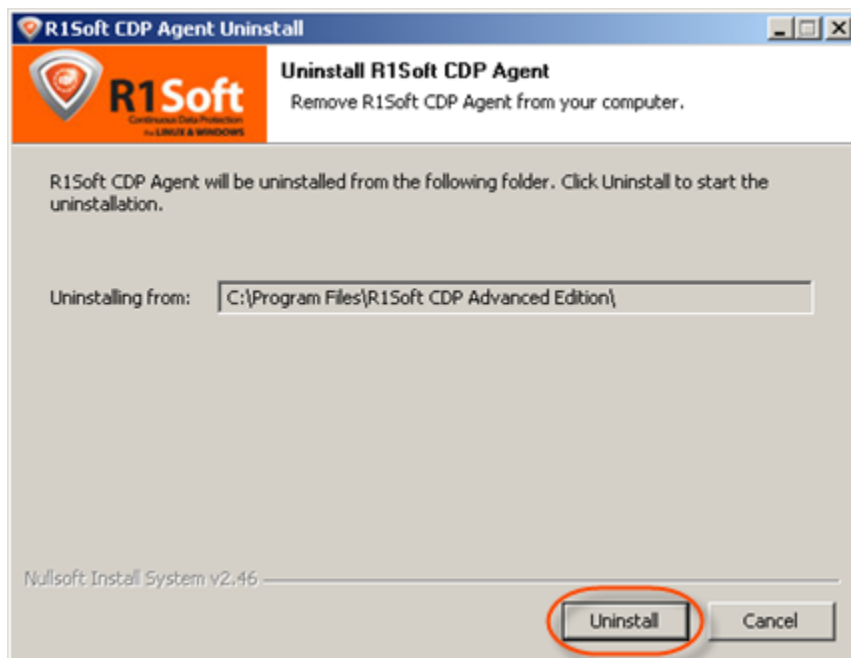 R1Soft CDP Agent Uninstall
R1Soft
Continuous Data Protection
for LINUX & WINDOWS
Uninstall R1Soft CDP Agent
Remove R1Soft CDP Agent from your computer.
R1Soft CDP Agent will be uninstalled from the following folder. Click Uninstall to start the
uninstallation.
Uninstalling from: C:\Program Files\R1Soft CDP Advanced Edition\
Nullsoft Install System v2.46
Uninstall Cancel